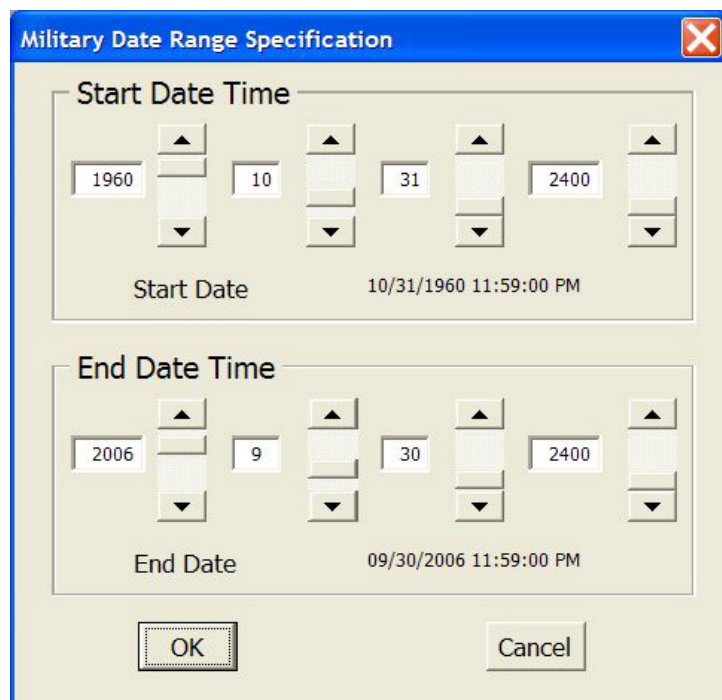 Military Date Range Specification
Start Date Time
1960 10 31 2400
Start Date 10/31/1960 11:59:00 PM
End Date Time
2006 9 30 2400
End Date 09/30/2006 11:59:00 PM
OK Cancel